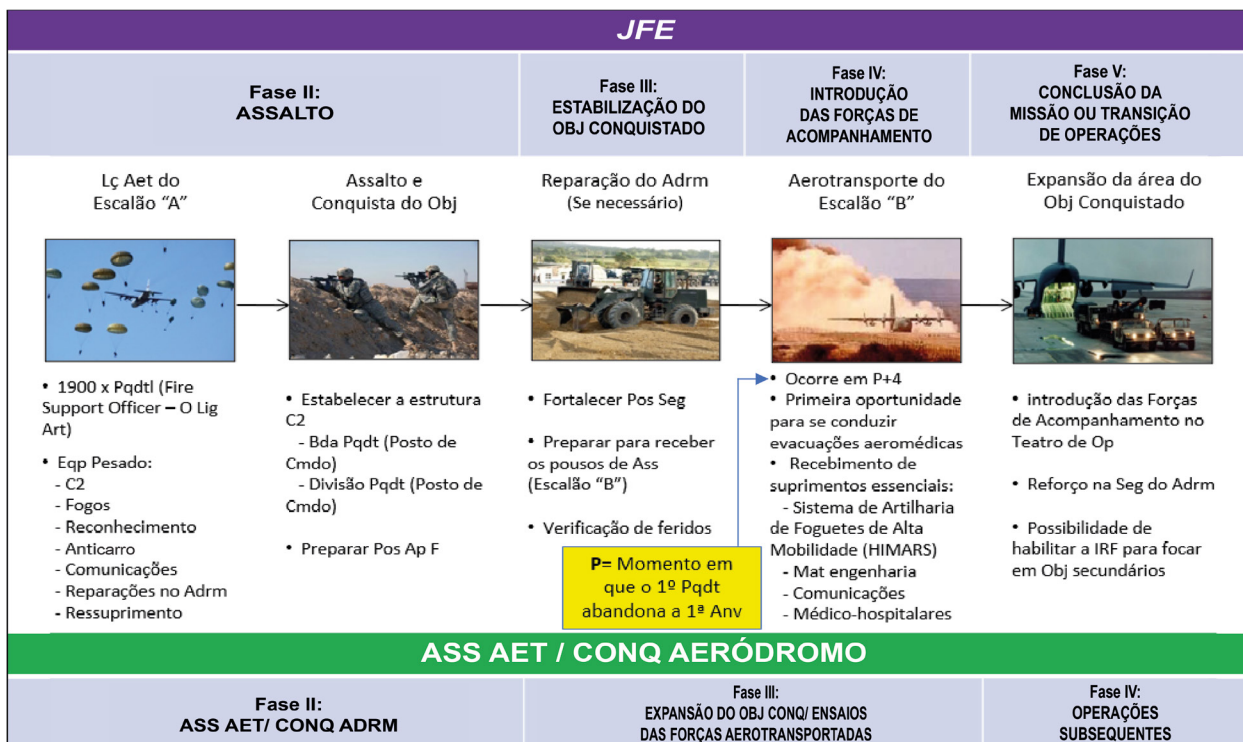 JFE
Fase II:
ASSALTO
Fase III:
ESTABILIZAÇÃO DO
OBJ CONQUISTADO
Fase IV:
INTRODUÇÃO
DAS FORÇAS DE
ACOMPANHAMENTO
Fase V:
CONCLUSÃO DA
MISSÃO OU TRANSIÇÃO
DE OPERAÇÕES
Lç Aet do
Escalão “A”
Assalto e
Conquista do Obj
Reparação do Adrm
(Se necessário)
Aerotransporte do
Escalão “B”
Expansão da área do
Obj Conquistado
• 1900 x Pqdtl (Fire
Support Officer – O Lig
Art)
• Eqp Pesado:
- C2
- Fogos
- Reconhecimento
- Anticarro
- Comunicações
- Reparações no Adrm
- Ressuprimento
• Estabelecer a estrutura
C2
- Bda Pqdt (Posto de
Cmdo)
- Divisão Pqdt (Posto de
Cmdo)
• Preparar Pos Ap F
• Fortalecer Pos Seg
• Preparar para receber
os pousos de Ass
(Escalão “B”)
• Verificação de feridos
P= Momento em
que o 1º Pqdt
abandona a 1ª Anv
• Ocorre em P+4
• Primeira oportunidade
para se conduzir
evacuações aeromédicas
• Recebimento de
suprimentos essenciais:
- Sistema de Artilharia
de Foguetes de Alta
Mobilidade (HIMARS)
- Mat engenharia
- Comunicações
- Médico-hospitalares
• introdução das Forças
de Acompanhamento no
Teatro de Op
• Reforço na Seg do Adrm
• Possibilidade de
habilitar a IRF para focar
em Obj secundários
ASS AET / CONQ AERÓDROMO
Fase II:
ASS AET/ CONQ ADRM
Fase III:
EXPANSÃO DO OBJ CONQ/ ENSAIOS
DAS FORÇAS AEROTRANSPORTADAS
Fase IV:
OPERAÇÕES
SUBSEQUENTES